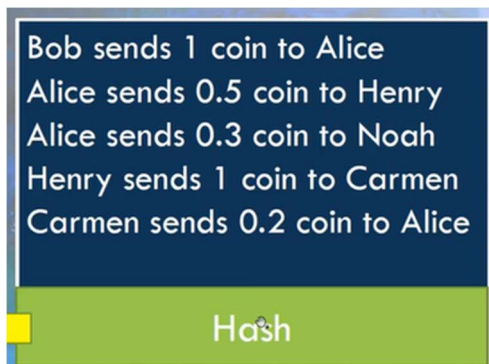 Bob sends 1 coin to Alice
Alice sends 0.5 coin to Henry
Alice sends 0.3 coin to Noah
Henry sends 1 coin to Carmen
Carmen sends 0.2 coin to Alice
Hash